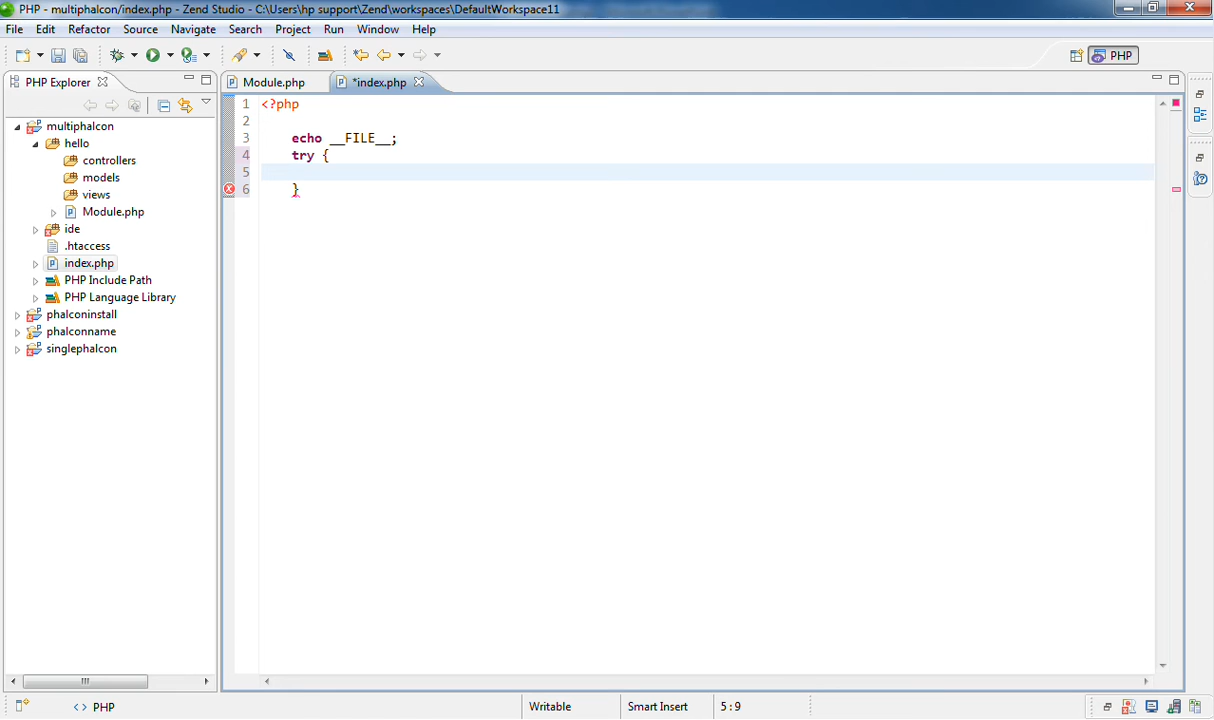 PHP - multiphalcon/index.php - Zend Studio - C:\Users\hp support\Zend\workspaces\DefaultWorkspace11
File Edit Refactor Source Navigate Search Project Run Window Help
PHP
PHP Explorer
multiphalcon
hello
controllers
models
views
Module.php
ide
.htaccess
index.php
PHP Include Path
PHP Language Library
phalconinstall
phalconname
singlephalcon
Module.php *index.php
1 <?php
2
3 echo __FILE__;
4 try {
5
6 }
<> PHP Writable Smart Insert 5 : 9